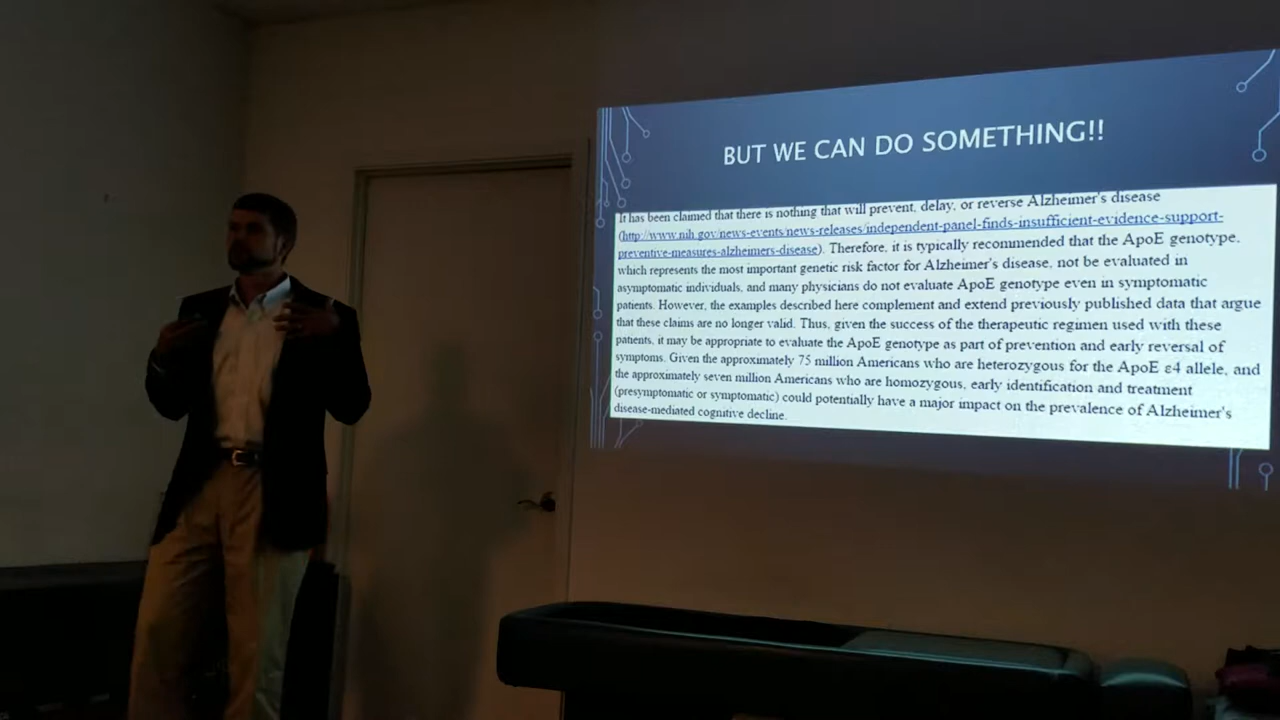 BUT WE CAN DO SOMETHING!!
It has been claimed that there is nothing that will prevent, delay, or reverse Alzheimer's disease
(http://www.nih.gov/news-events/news-releases/independent-panel-finds-insufficient-evidence-support-
preventive-measures-alzheimers-disease). Therefore, it is typically recommended that the ApoE genotype,
which represents the most important genetic risk factor for Alzheimer's disease, not be evaluated in
asymptomatic individuals, and many physicians do not evaluate ApoE genotype even in symptomatic
patients. However, the examples described here complement and extend previously published data that argue
that these claims are no longer valid. Thus, given the success of the therapeutic regimen used with these
patients, it may be appropriate to evaluate the ApoE genotype as part of prevention and early reversal of
symptoms. Given the approximately 75 million Americans who are heterozygous for the ApoE ε4 allele, and
the approximately seven million Americans who are homozygous, early identification and treatment
(presymptomatic or symptomatic) could potentially have a major impact on the prevalence of Alzheimer's
disease-mediated cognitive decline.